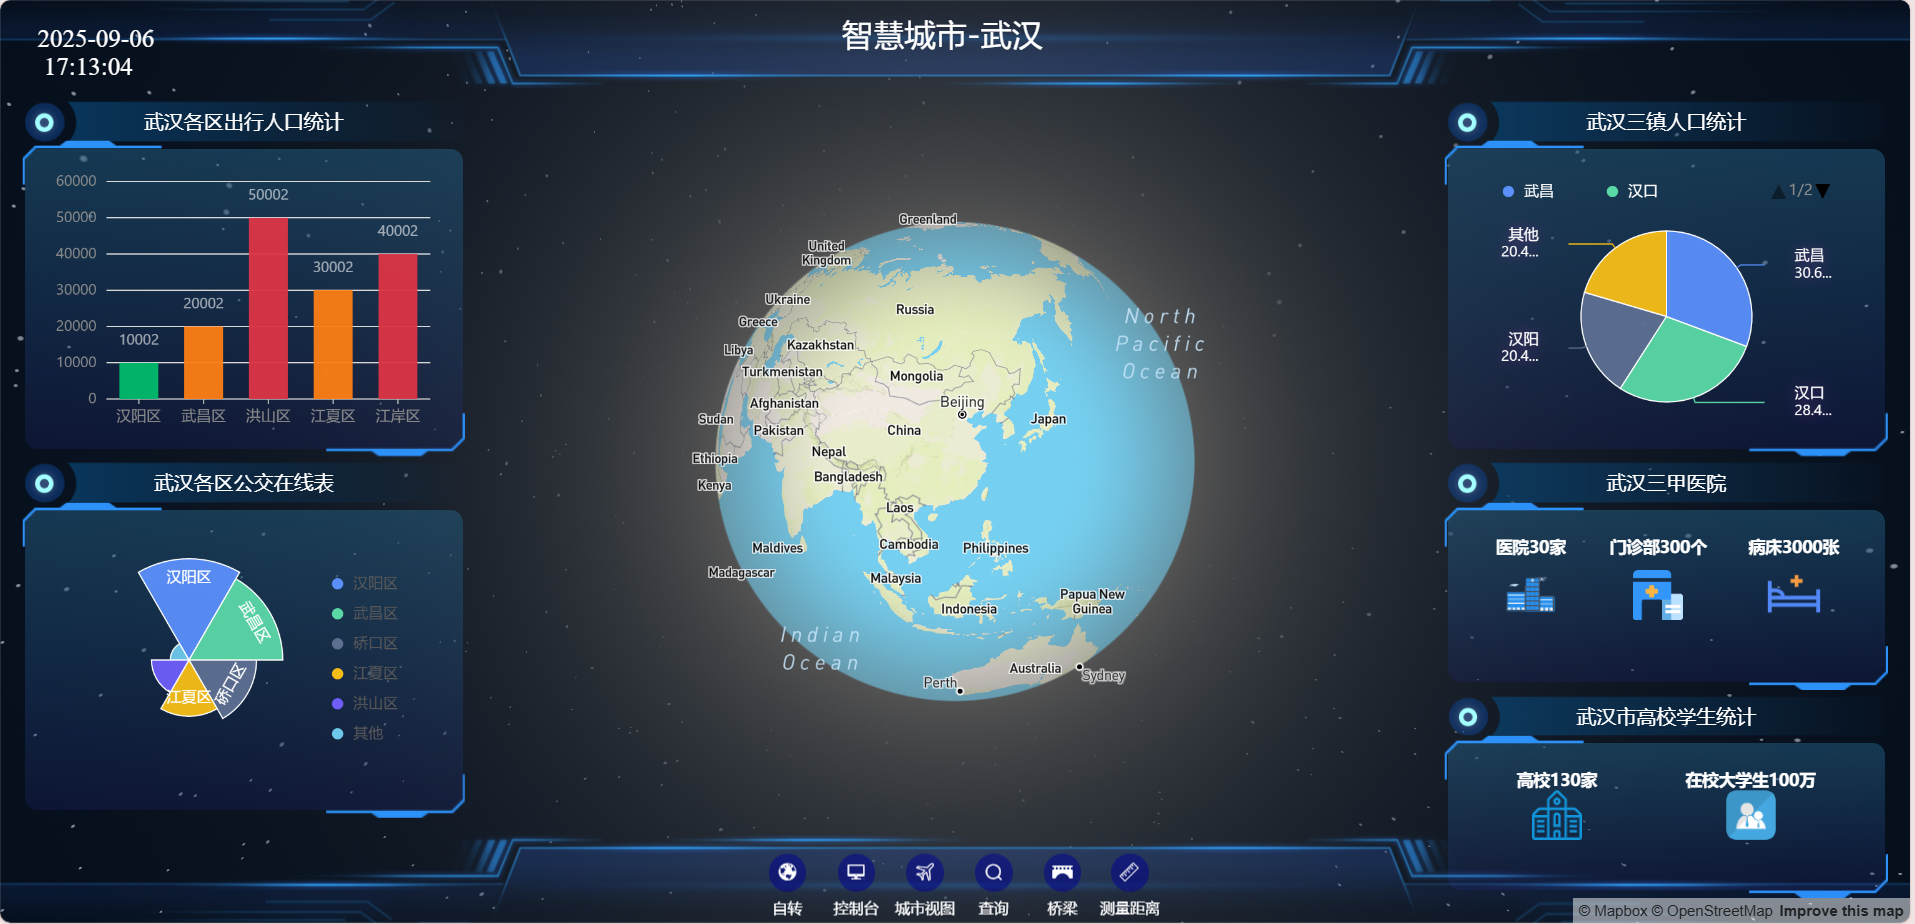 智慧城市-武汉
2025-09-06
17:13:04
武汉各区出行人口统计
60000
50000
40000
30000
20000
10000
0
10002
20002
50002
30002
40002
汉阳区 武昌区 洪山区 江夏区 江岸区
武汉各区公交在线表
汉阳区
武昌区
硚口区
江夏区
汉阳区
武昌区
硚口区
江夏区
洪山区
其他
Greenland
United
Kingdom
Ukraine
Russia
Greece
Libya
Kazakhstan
Turkmenistan
Mongolia
Afghanistan
Beijing
Sudan
Pakistan
China
Japan
Nepal
Ethiopia
Bangladesh
Kenya
Laos
Maldives
Cambodia
Philippines
Madagascar
Malaysia
Indonesia
Papua New
Guinea
Australia
Perth
Sydney
North
Pacific
Ocean
Indian
Ocean
武汉三镇人口统计
武昌 汉口 1/2
其他
20.4...
武昌
30.6...
汉阳
20.4...
汉口
28.4...
武汉三甲医院
医院30家 门诊部300个 病床3000张
武汉市高校学生统计
高校130家 在校大学生100万
自转 控制台 城市视图 查询 桥梁 测量距离
© Mapbox © OpenStreetMap Improve this map